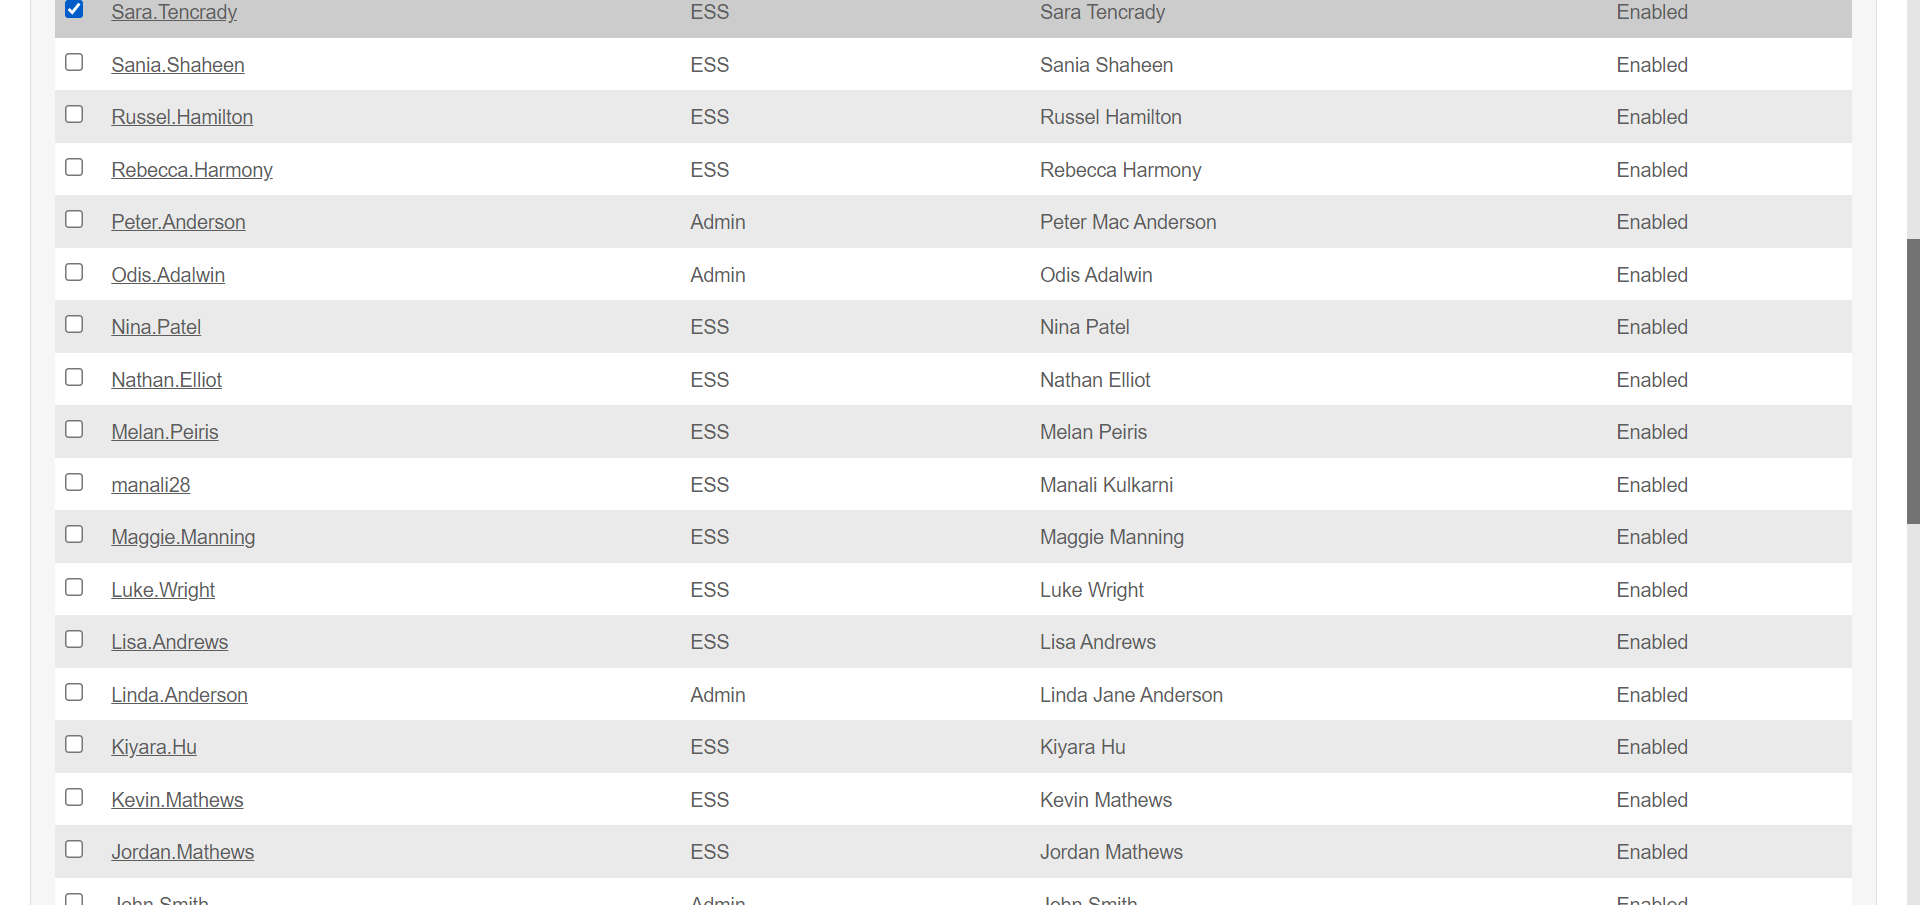 Sara.Tencrady ESS Sara Tencrady Enabled
Sania.Shaheen ESS Sania Shaheen Enabled
Russel.Hamilton ESS Russel Hamilton Enabled
Rebecca.Harmony ESS Rebecca Harmony Enabled
Peter.Anderson Admin Peter Mac Anderson Enabled
Odis.Adalwin Admin Odis Adalwin Enabled
Nina.Patel ESS Nina Patel Enabled
Nathan.Elliot ESS Nathan Elliot Enabled
Melan.Peiris ESS Melan Peiris Enabled
manali28 ESS Manali Kulkarni Enabled
Maggie.Manning ESS Maggie Manning Enabled
Luke.Wright ESS Luke Wright Enabled
Lisa.Andrews ESS Lisa Andrews Enabled
Linda.Anderson Admin Linda Jane Anderson Enabled
Kiyara.Hu ESS Kiyara Hu Enabled
Kevin.Mathews ESS Kevin Mathews Enabled
Jordan.Mathews ESS Jordan Mathews Enabled
John.Smith Admin John Smith Enabled